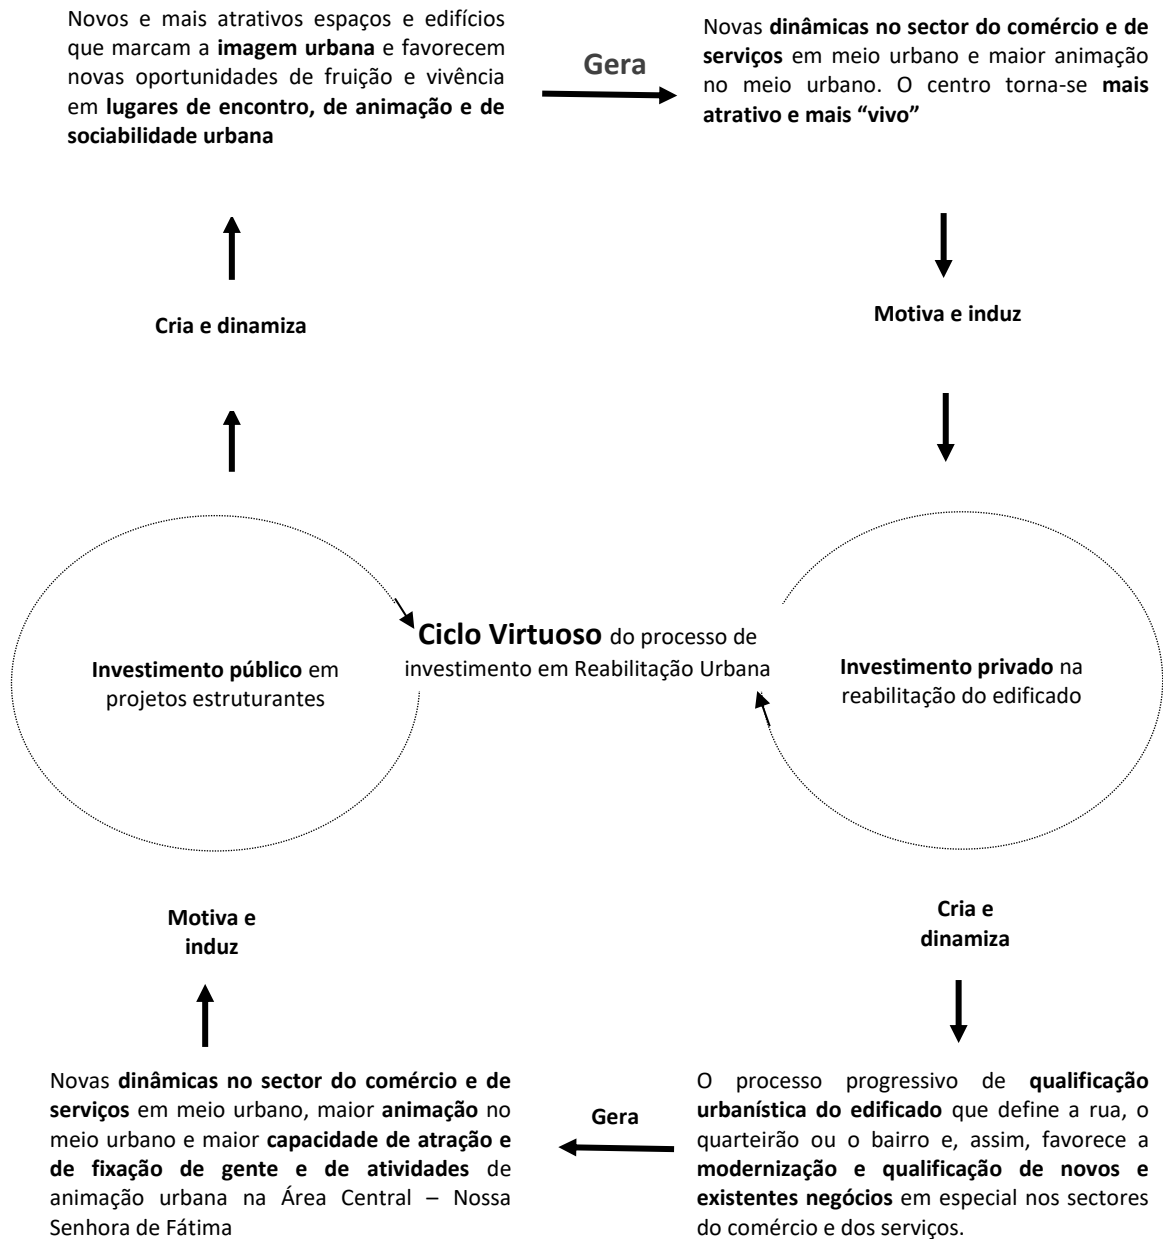 Novos e mais atrativos espaços e edifícios
que marcam a imagem urbana e favorecem
novas oportunidades de fruição e vivência
em lugares de encontro, de animação e de
sociabilidade urbana
Gera
Novas dinâmicas no sector do comércio e de
serviços em meio urbano e maior animação
no meio urbano. O centro torna-se mais
atrativo e mais “vivo”
Cria e dinamiza
Motiva e induz
Investimento público em
projetos estruturantes
Ciclo Virtuoso do processo de
investimento em Reabilitação Urbana
Investimento privado na
reabilitação do edificado
Motiva e
induz
Cria e
dinamiza
Novas dinâmicas no sector do comércio e de
serviços em meio urbano, maior animação no
meio urbano e maior capacidade de atração e
de fixação de gente e de atividades de
animação urbana na Área Central – Nossa
Senhora de Fátima
Gera
O processo progressivo de qualificação
urbanística do edificado que define a rua, o
quarteirão ou o bairro e, assim, favorece a
modernização e qualificação de novos e
existentes negócios em especial nos sectores
do comércio e dos serviços.